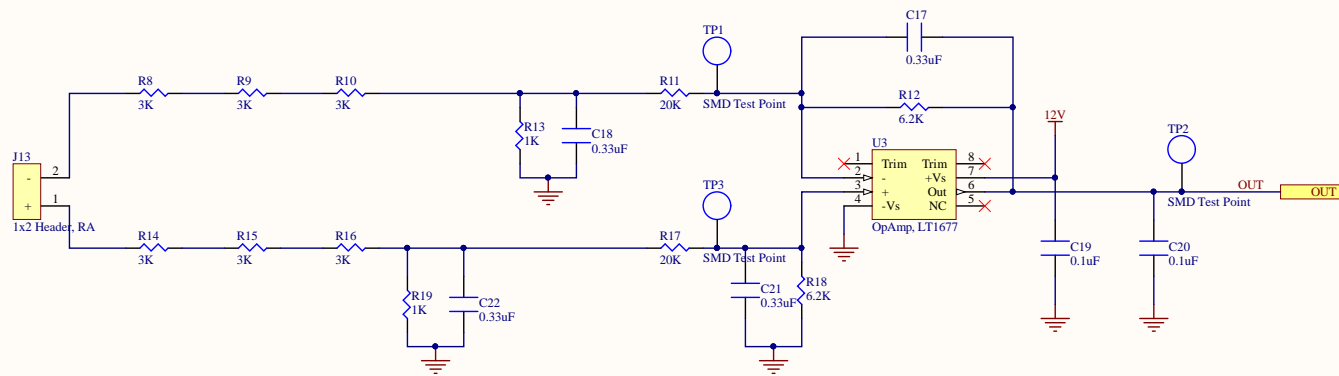 C17
0.33uF
TP1
SMD Test Point
R8
3K
R9
3K
R10
3K
R11
20K
R12
6.2K
R13
1K
C18
0.33uF
12V
TP2
SMD Test Point
J13
2
-
1
+
1x2 Header, RA
U3
1
Trim
Trim
8
2
-
+Vs
7
3
+
Out
6
4
-Vs
NC
5
OpAmp, LT1677
OUT
OUT
TP3
SMD Test Point
R14
3K
R15
3K
R16
3K
R17
20K
R18
6.2K
R19
1K
C22
0.33uF
C21
0.33uF
C19
0.1uF
C20
0.1uF